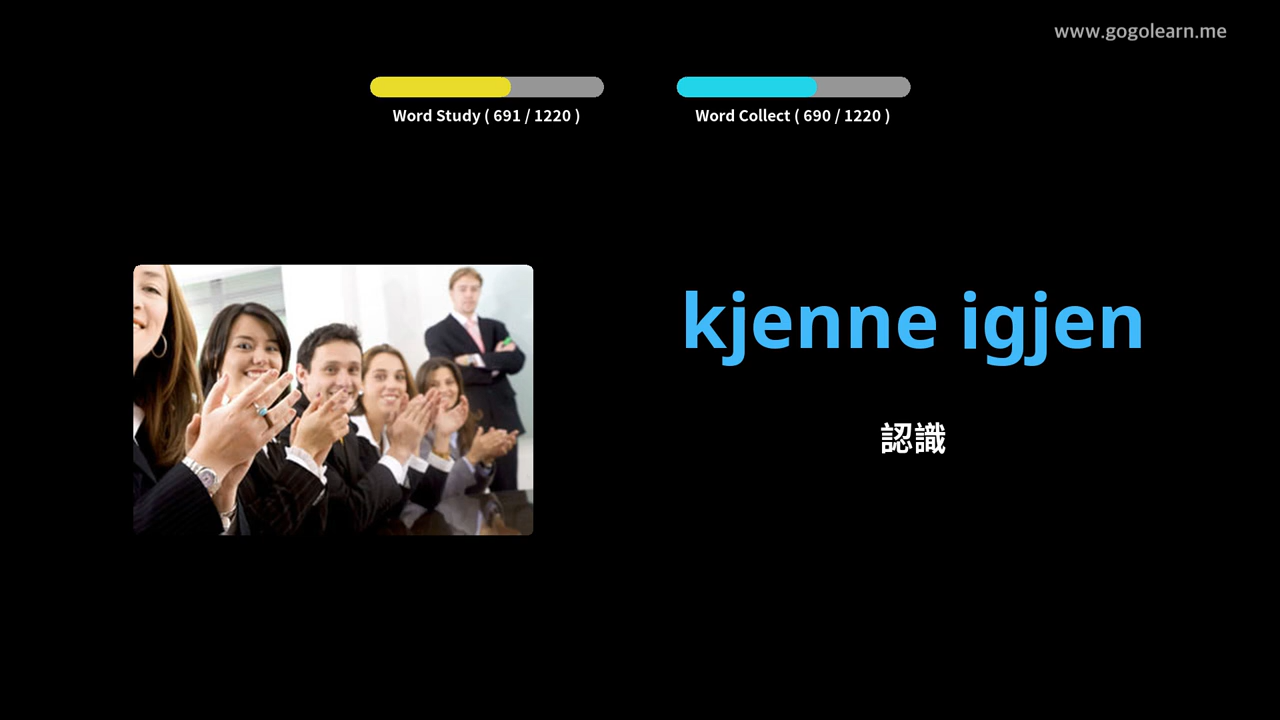 www.gogolearn.me
Word Study ( 691 / 1220 )
Word Collect ( 690 / 1220 )
kjenne igjen
認識